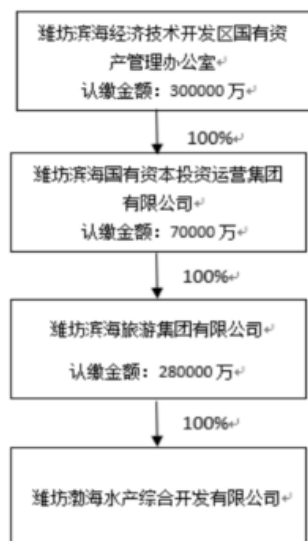 潍坊滨海经济技术开发区国有资
产管理办公室↵
认缴金额：300000 万↵
100%↵
潍坊滨海国有资本投资运营集团
有限公司↵
认缴金额：70000 万↵
100%↵
潍坊滨海旅游集团有限公司↵
认缴金额：280000 万↵
100%↵
潍坊渤海水产综合开发有限公司↵